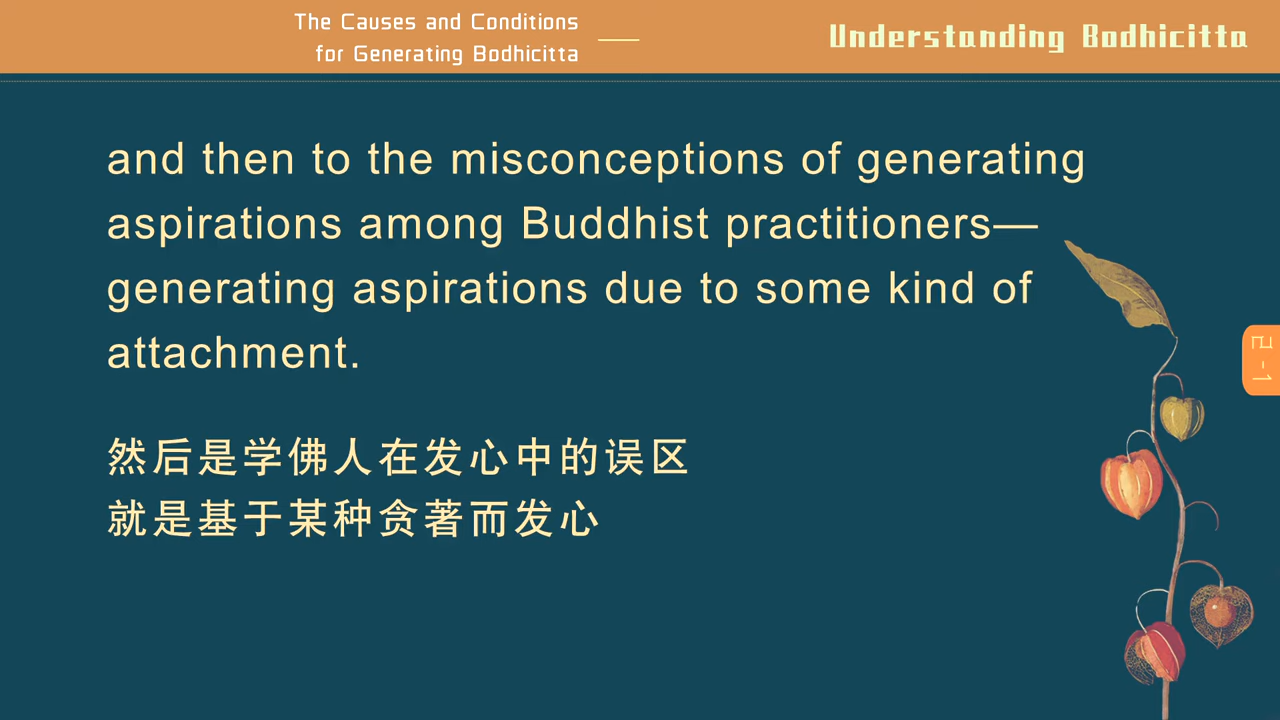 The Causes and Conditions
for Generating Bodhicitta
Understanding Bodhicitta
and then to the misconceptions of generating
aspirations among Buddhist practitioners—
generating aspirations due to some kind of
attachment.
然后是学佛人在发心中的误区
就是基于某种贪著而发心